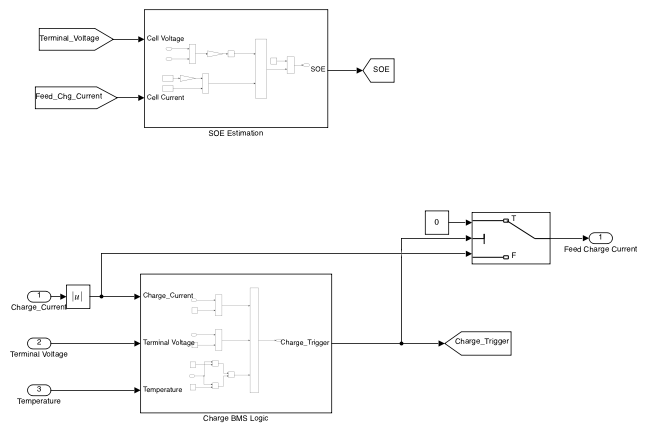 Terminal_Voltage
Cell Voltage
SOE
SOE
Feed_Chg_Current
Cell Current
SOE Estimation
0
T
1
Feed Charge Current
F
1
|u|
Charge_Current
Charge_Current
2
Terminal Voltage
Terminal Voltage
Charge_Trigger
Charge_Trigger
3
Temperature
Temperature
Charge BMS Logic